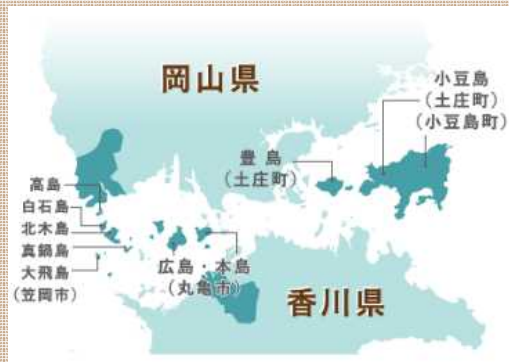 岡山県
小豆島
（土庄町）
（小豆島町）
豊島
（土庄町）
高島
白石島
北木島
真鍋島
大飛島
（笠岡市）
広島・本島
（丸亀市）
香川県